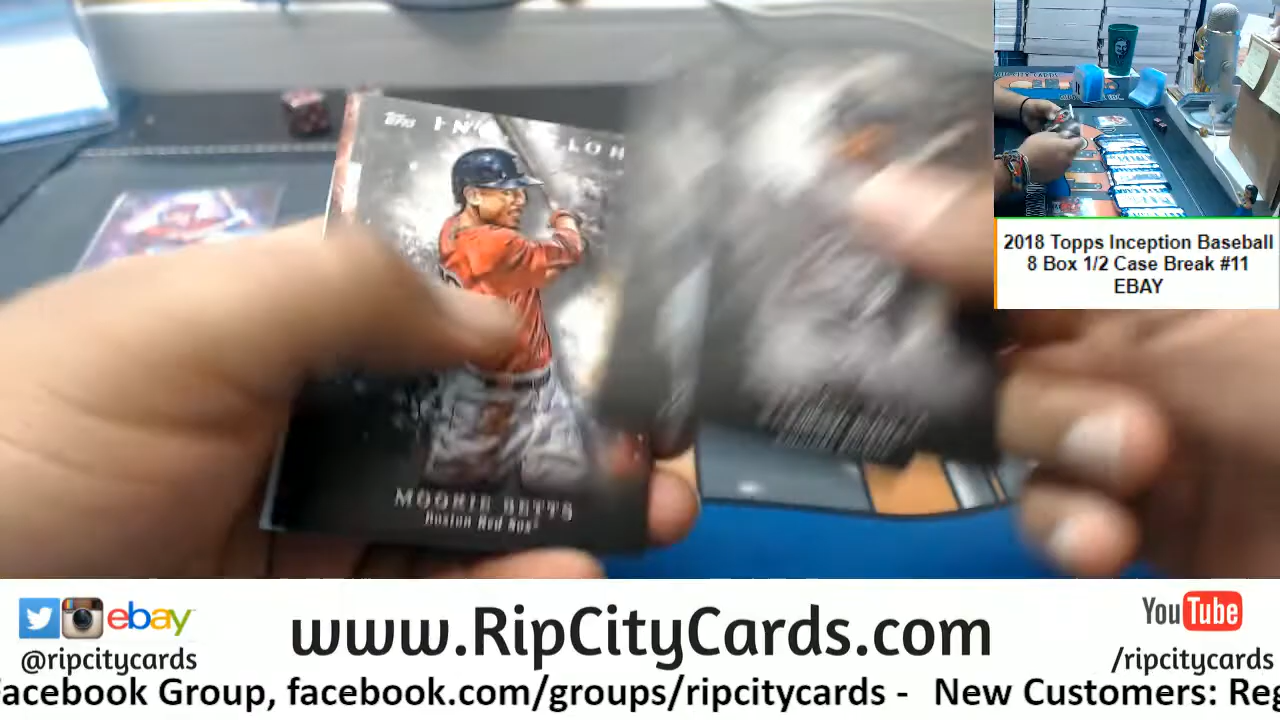 Topps
MOOKIE BETTS
Boston Red Sox
2018 Topps Inception Baseball
8 Box 1/2 Case Break #11
EBAY
ebay
@ripcitycards
www.RipCityCards.com
YouTube
/ripcitycards
acebook Group, facebook.com/groups/ripcitycards - New Customers: Reg